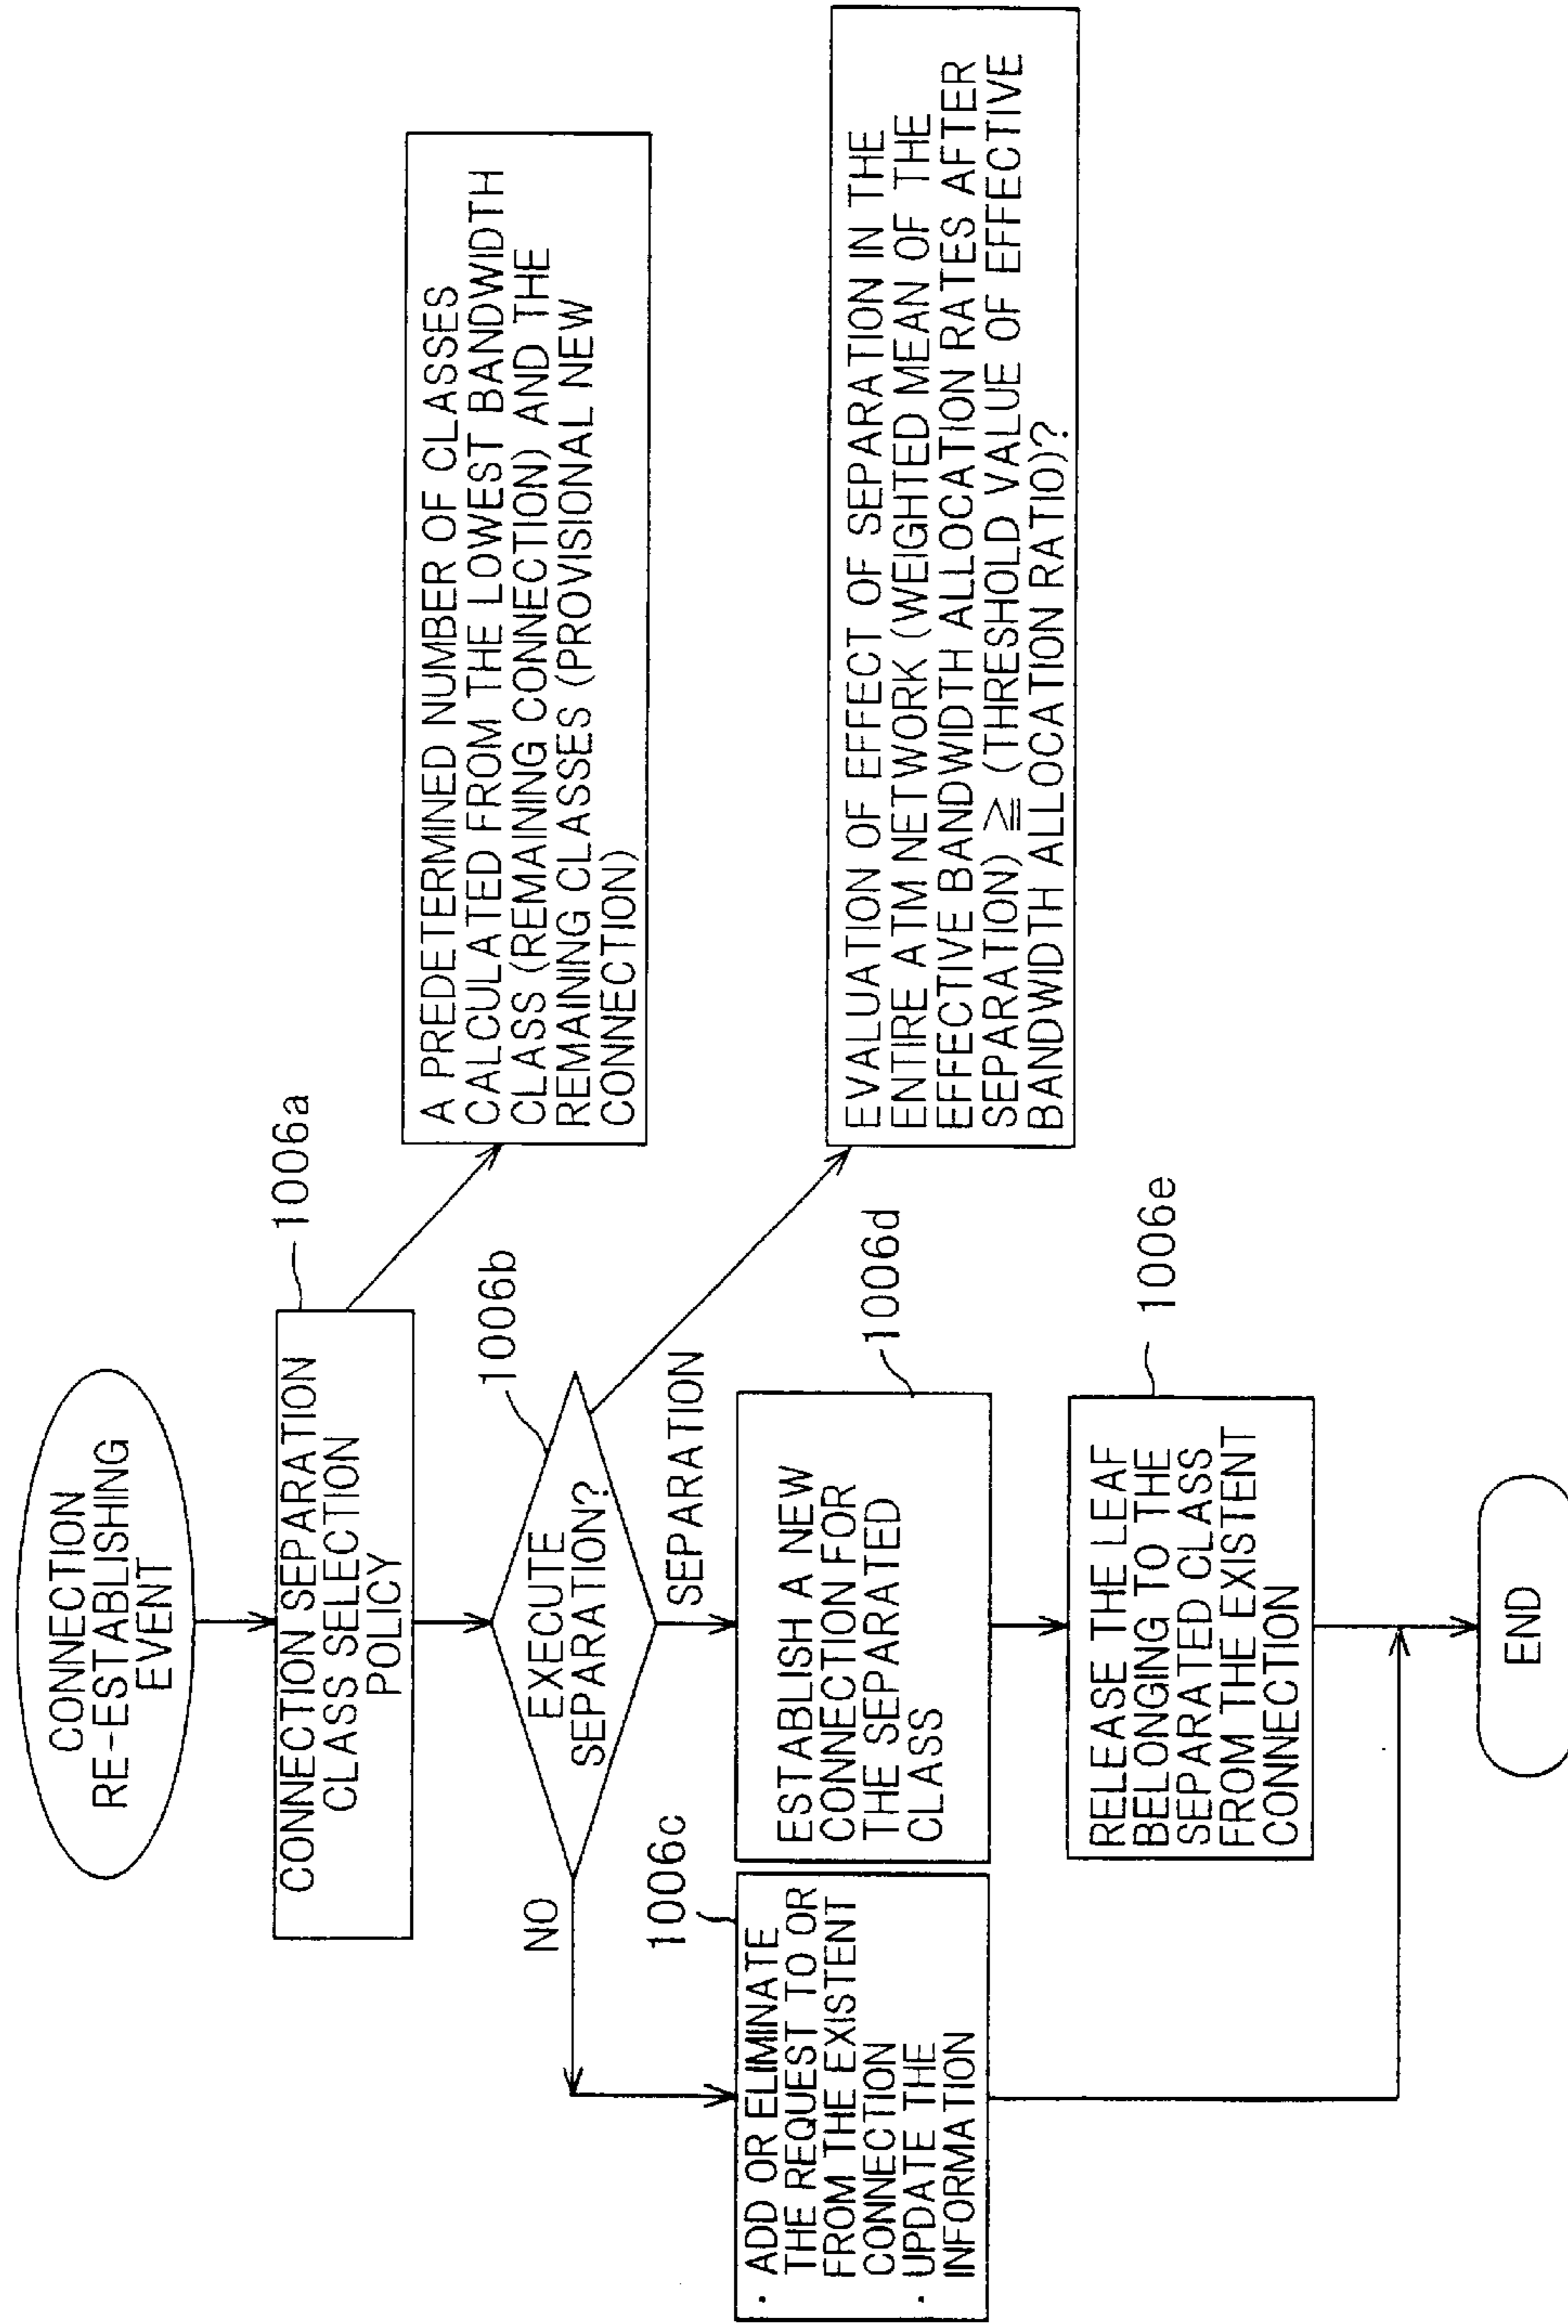 CONNECTION
RE-ESTABLISHING
EVENT
CONNECTION SEPARATION
CLASS SELECTION
POLICY
1006a
A PREDETERMINED NUMBER OF CLASSES
CALCULATED FROM THE LOWEST BANDWIDTH
CLASS (REMAINING CONNECTION) AND THE
REMAINING CLASSES (PROVISIONAL NEW
CONNECTION)
EXECUTE
SEPARATION?
1006b
NO
SEPARATION
EVALUATION OF EFFECT OF SEPARATION IN THE
ENTIRE ATM NETWORK (WEIGHTED MEAN OF THE
EFFECTIVE BANDWIDTH ALLOCATION RATES AFTER
SEPARATION) ≧ (THRESHOLD VALUE OF EFFECTIVE
BANDWIDTH ALLOCATION RATIO)?
1006c
· ADD OR ELIMINATE
THE REQUEST TO OR
FROM THE EXISTENT
CONNECTION
· UPDATE THE
INFORMATION
ESTABLISH A NEW
CONNECTION FOR
THE SEPARATED
CLASS
1006d
RELEASE THE LEAF
BELONGING TO THE
SEPARATED CLASS
FROM THE EXISTENT
CONNECTION
1006e
END